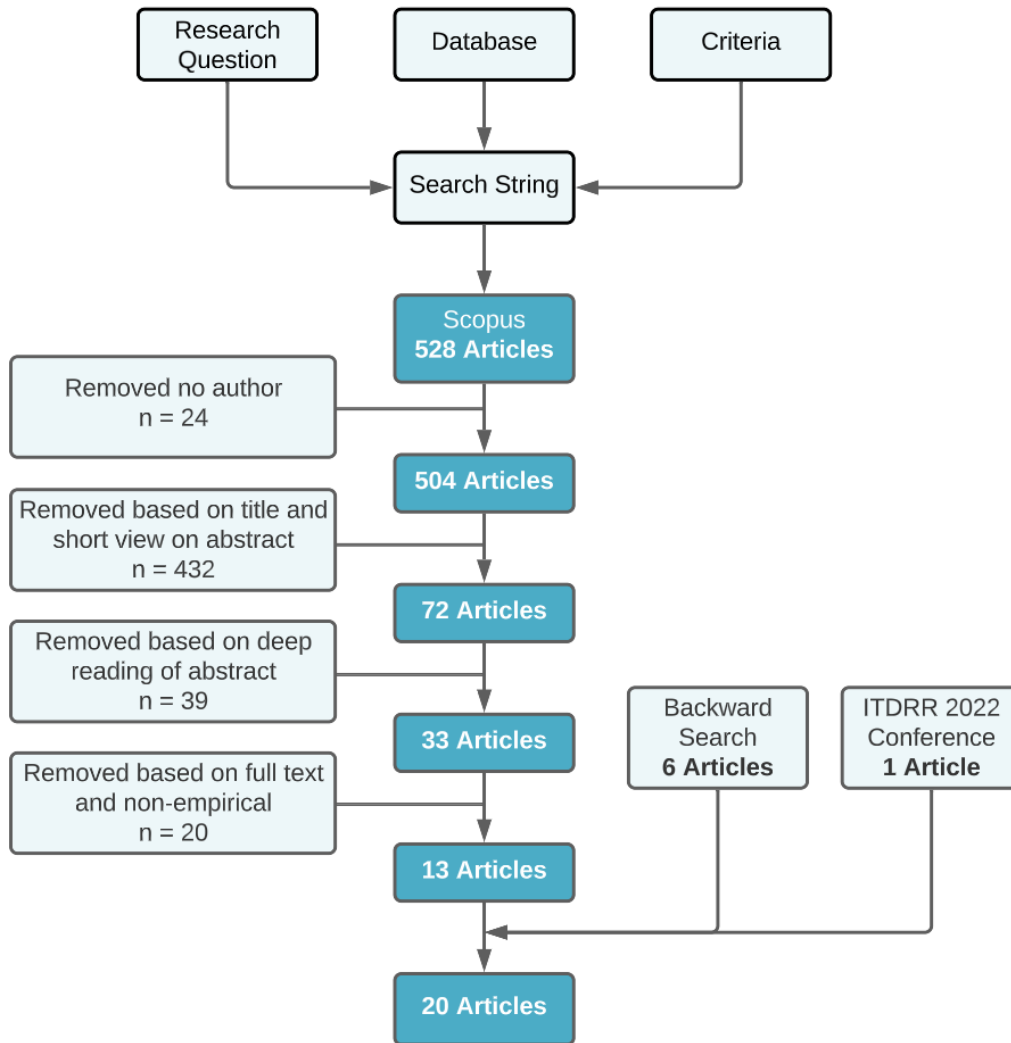 Research
Question
Database
Criteria
Search String
Scopus
528 Articles
Removed no author
n = 24
504 Articles
Removed based on title and
short view on abstract
n = 432
72 Articles
Removed based on deep
reading of abstract
n = 39
33 Articles
Backward
Search
6 Articles
ITDRR 2022
Conference
1 Article
Removed based on full text
and non-empirical
n = 20
13 Articles
20 Articles